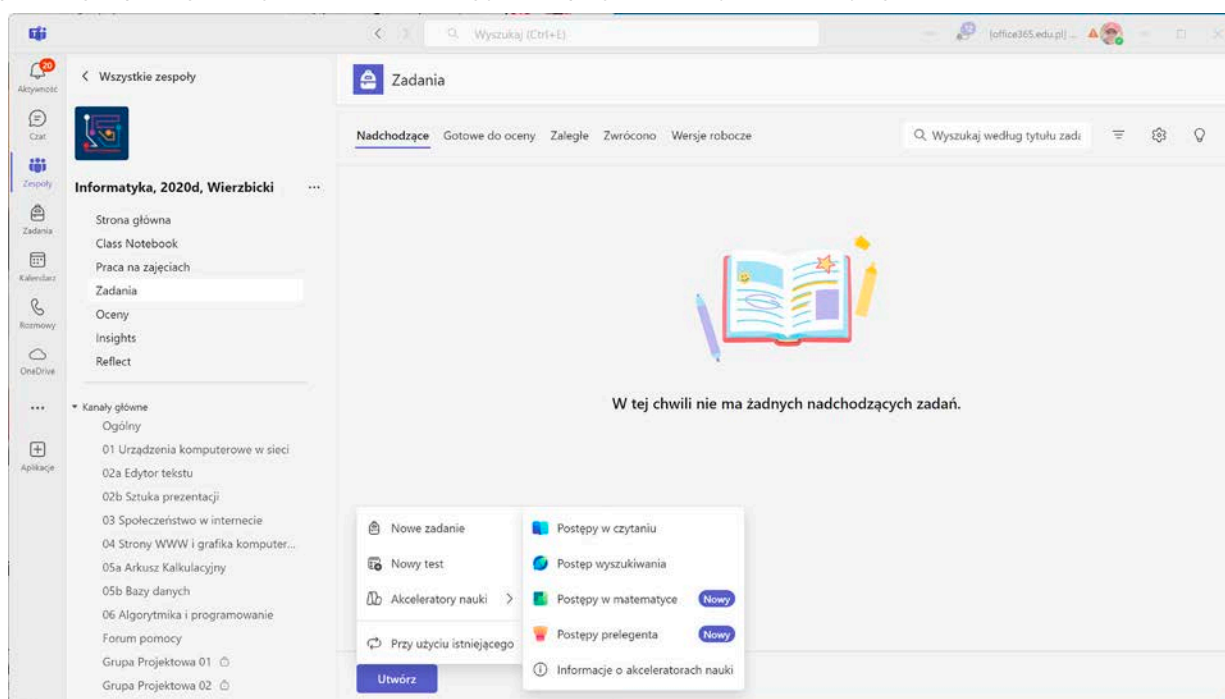 Wyszukaj (Ctrl+E)
(office365.edu.pl) ...
20
Aktywność
Czat
Zespoły
Zadania
Kalendarz
Rozmowy
OneDrive
Aplikacje
Wszystkie zespoły
Informatyka, 2020d, Wierzbicki
Strona główna
Class Notebook
Praca na zajęciach
Zadania
Oceny
Insights
Reflect
Kanały główne
Ogólny
01 Urządzenia komputerowe w sieci
02a Edytor tekstu
02b Sztuka prezentacji
03 Społeczeństwo w internecie
04 Strony WWW i grafika komputer...
05a Arkusz Kalkulacyjny
05b Bazy danych
06 Algorytmika i programowanie
Forum pomocy
Grupa Projektowa 01
Grupa Projektowa 02
Zadania
Nadchodzące Gotowe do oceny Zaległe Zwrócono Wersje robocze
Wyszukaj według tytułu zada
W tej chwili nie ma żadnych nadchodzących zadań.
Nowe zadanie
Nowy test
Akceleratory nauki
Przy użyciu istniejącego
Utwórz
Postępy w czytaniu
Postęp wyszukiwania
Postępy w matematyce Nowy
Postępy prelegenta Nowy
Informacje o akceleratorach nauki